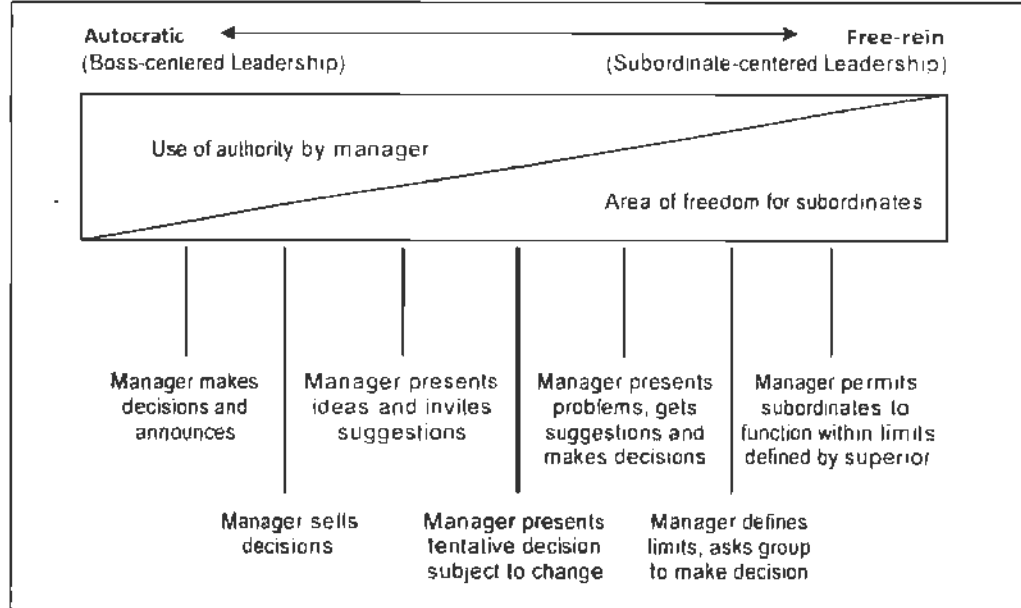 Autocratic
(Boss-centered Leadership)
Free-rein
(Subordinate-centered Leadership)
Use of authority by manager
Area of freedom for subordinates
Manager makes
decisions and
announces
Manager presents
ideas and invites
suggestions
Manager presents
problems, gets
suggestions and
makes decisions
Manager permits
subordinates to
function within limits
defined by superior
Manager sells
decisions
Manager presents
tentative decision
subject to change
Manager defines
limits, asks group
to make decision